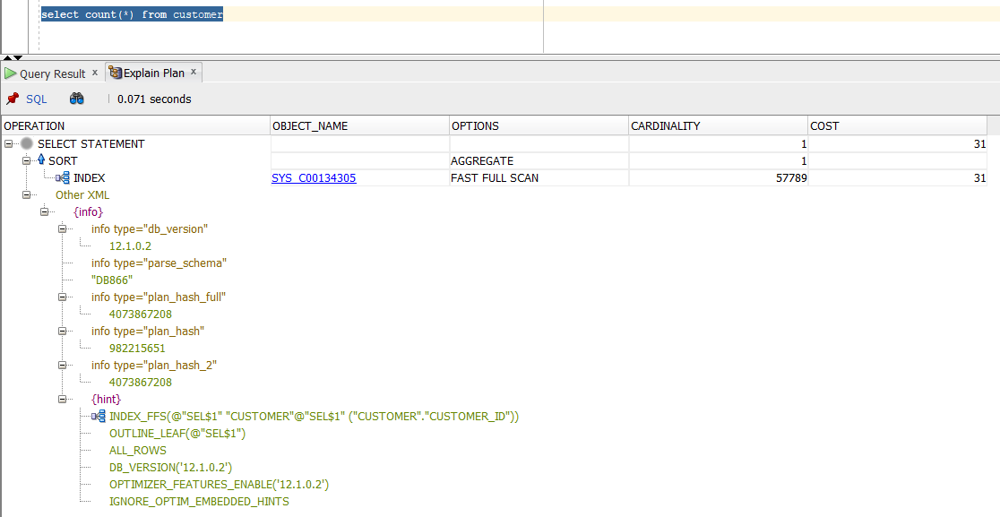 select count(*) from customer
Query Result x Explain Plan x
SQL 0.071 seconds
OPERATION OBJECT_NAME OPTIONS CARDINALITY COST
SELECT STATEMENT 1 31
SORT AGGREGATE 1
INDEX SYS_C00134305 FAST FULL SCAN 57789 31
Other XML
{info}
info type="db_version"
12.1.0.2
info type="parse_schema"
"DB866"
info type="plan_hash_full"
4073867208
info type="plan_hash"
982215651
info type="plan_hash_2"
4073867208
{hint}
INDEX_FFS(@"SEL$1" "CUSTOMER"@"SEL$1" ("CUSTOMER"."CUSTOMER_ID"))
OUTLINE_LEAF(@"SEL$1")
ALL_ROWS
DB_VERSION('12.1.0.2')
OPTIMIZER_FEATURES_ENABLE('12.1.0.2')
IGNORE_OPTIM_EMBEDDED_HINTS